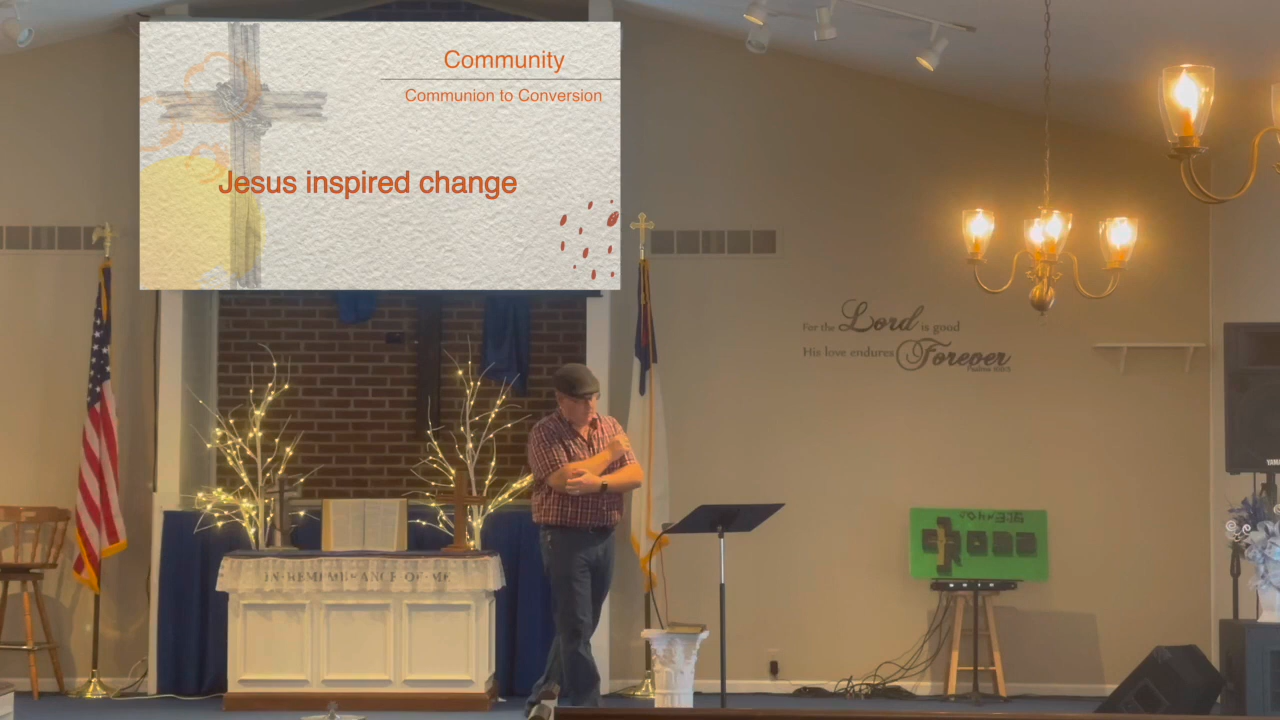 Community
Communion to Conversion
Jesus inspired change
For the Lord is good
His love endures Forever
IN REMEMBRANCE OF ME